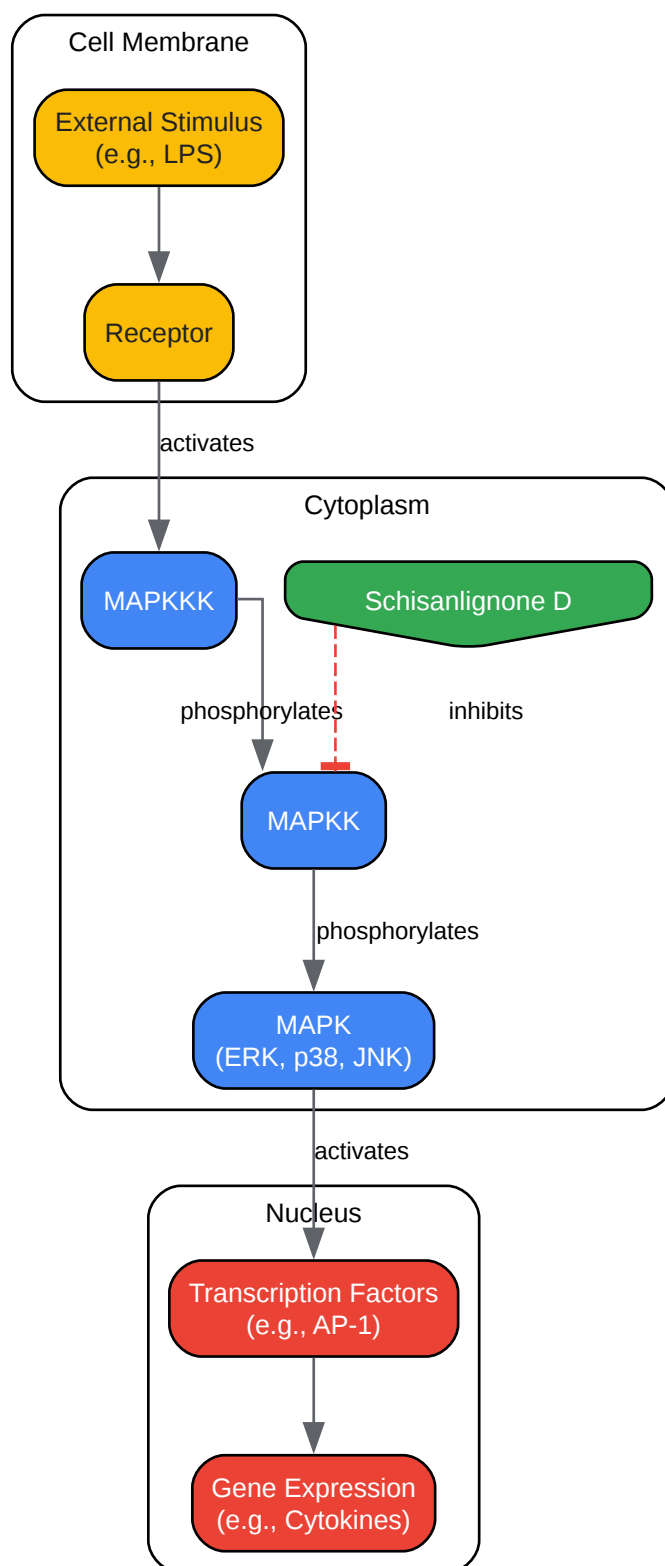 Cell Membrane
External Stimulus
(e.g., LPS)
Receptor
activates
Cytoplasm
MAPKKK
Schisanlignone D
phosphorylates
inhibits
MAPKK
phosphorylates
MAPK
(ERK, p38, JNK)
activates
Nucleus
Transcription Factors
(e.g., AP-1)
Gene Expression
(e.g., Cytokines)